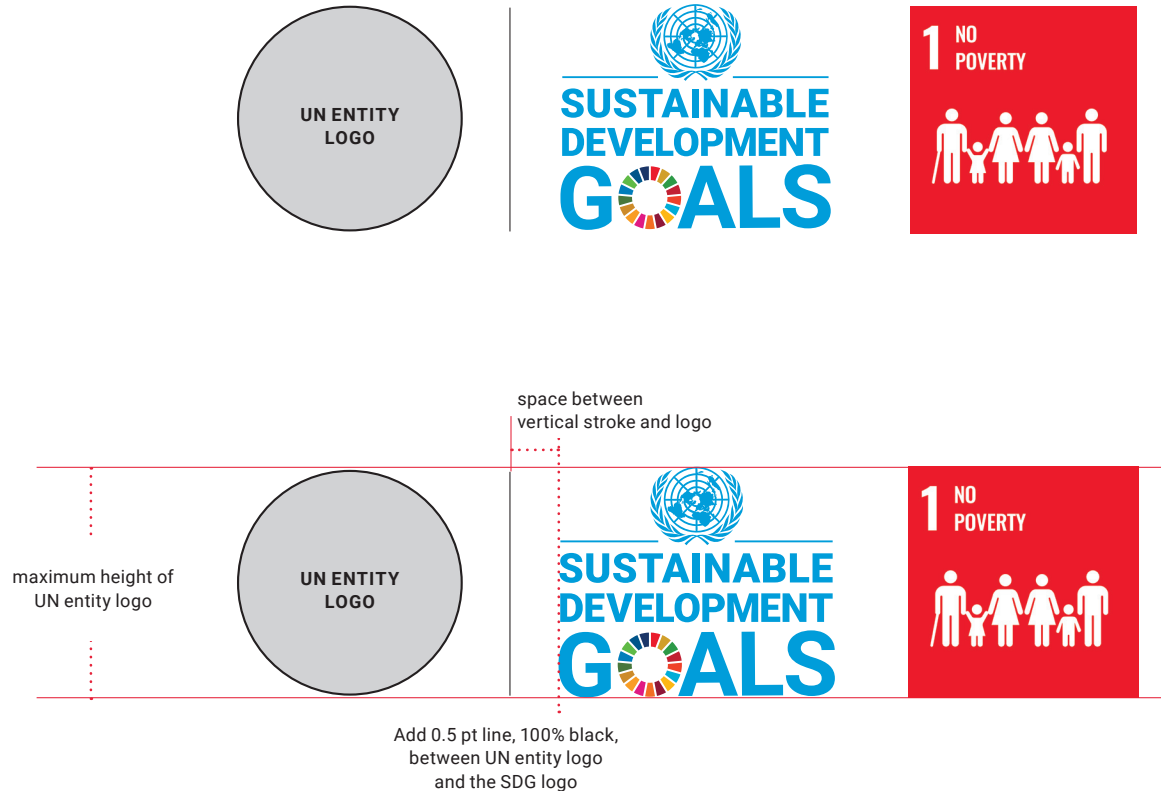 UN ENTITY
LOGO
SUSTAINABLE
DEVELOPMENT
GOALS
1 NO
POVERTY
space between
vertical stroke and logo
maximum height of
UN entity logo
UN ENTITY
LOGO
SUSTAINABLE
DEVELOPMENT
GOALS
1 NO
POVERTY
Add 0.5 pt line, 100% black,
between UN entity logo
and the SDG logo